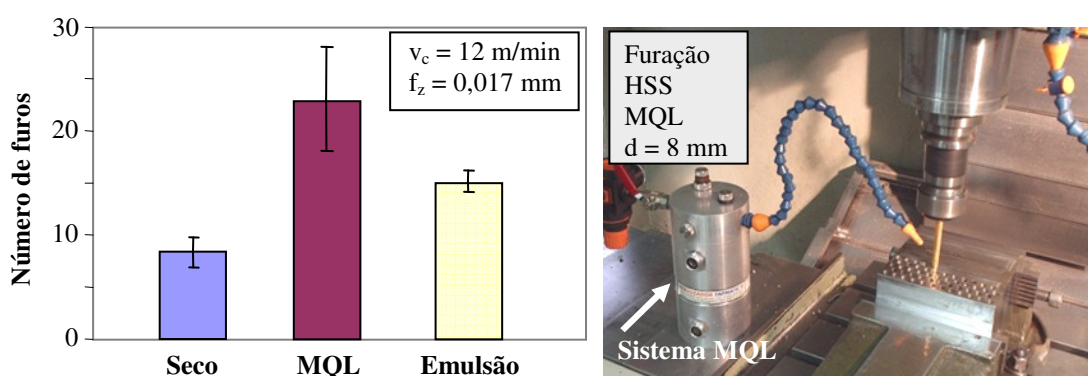 30
20
10
0
Número de furos
v_c = 12 m/min
f_z = 0,017 mm
Seco
MQL
Emulsão
Furação
HSS
MQL
d = 8 mm
Sistema MQL